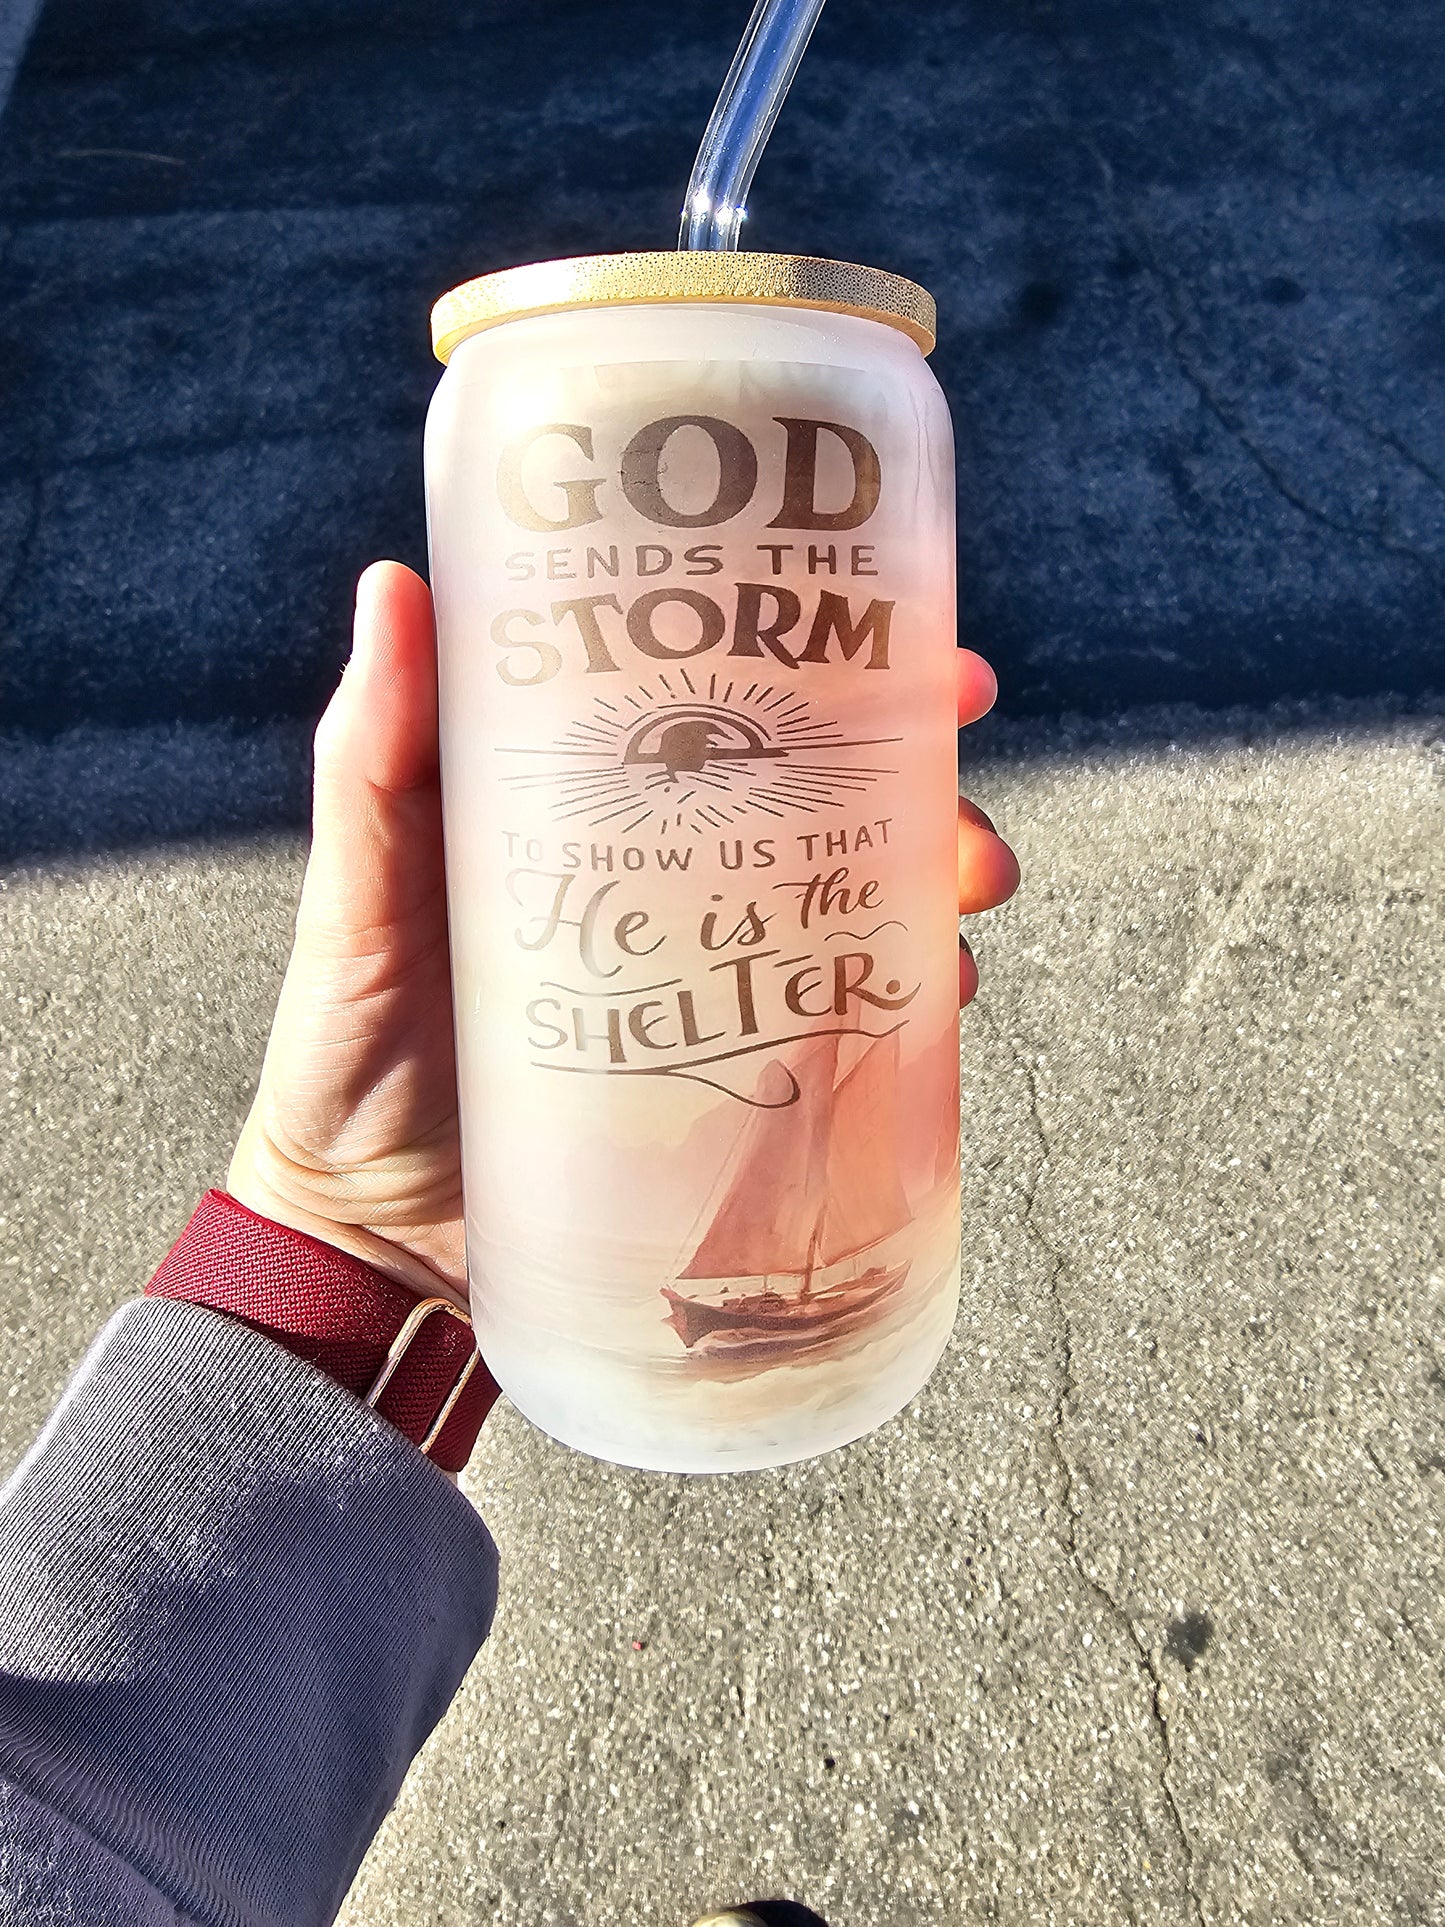 GOD
SENDS THE
STORM
TO SHOW US THAT
He is the
SHELTER.